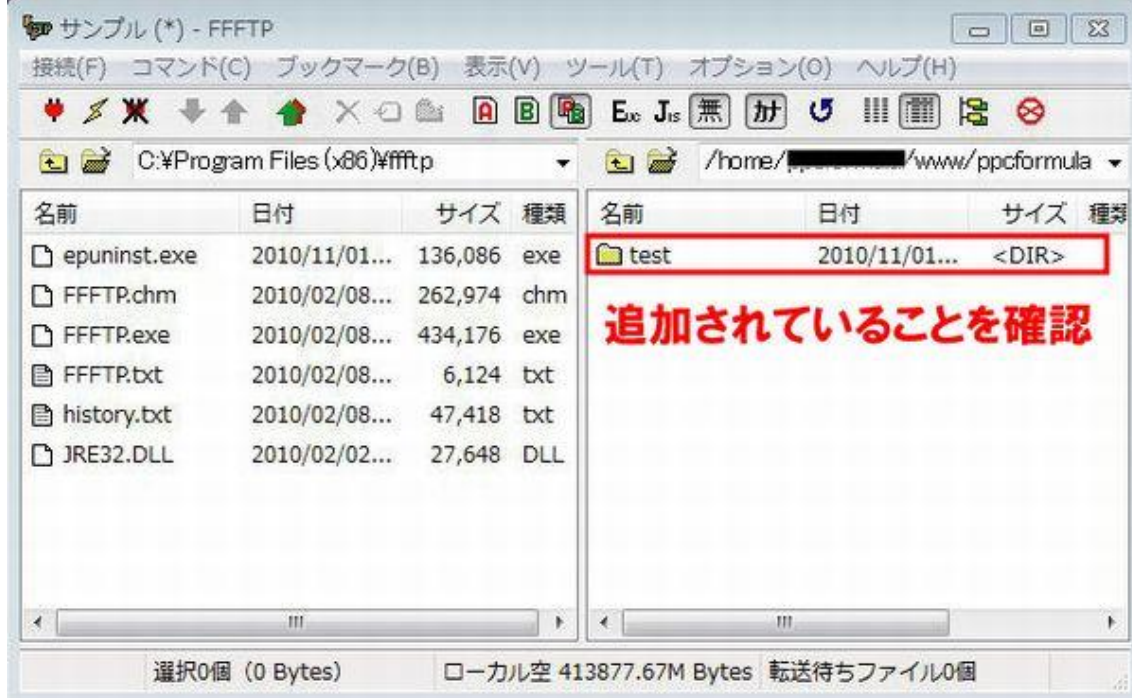 サンプル (*) - FFFTP
接続(F) コマンド(C) ブックマーク(B) 表示(V) ツール(T) オプション(O) ヘルプ(H)
A B Euc Jis 無 カナ
C:¥Program Files (x86)¥ffftp
/home/ /www/ppcformula
名前 日付 サイズ 種類
epuninst.exe 2010/11/01... 136,086 exe
FFFTP.chm 2010/02/08... 262,974 chm
FFFTP.exe 2010/02/08... 434,176 exe
FFFTP.txt 2010/02/08... 6,124 txt
history.txt 2010/02/08... 47,418 txt
JRE32.DLL 2010/02/02... 27,648 DLL
名前 日付 サイズ 種類
test 2010/11/01... <DIR>
追加されていることを確認
選択0個 (0 Bytes) ローカル空 413877.67M Bytes 転送待ちファイル0個